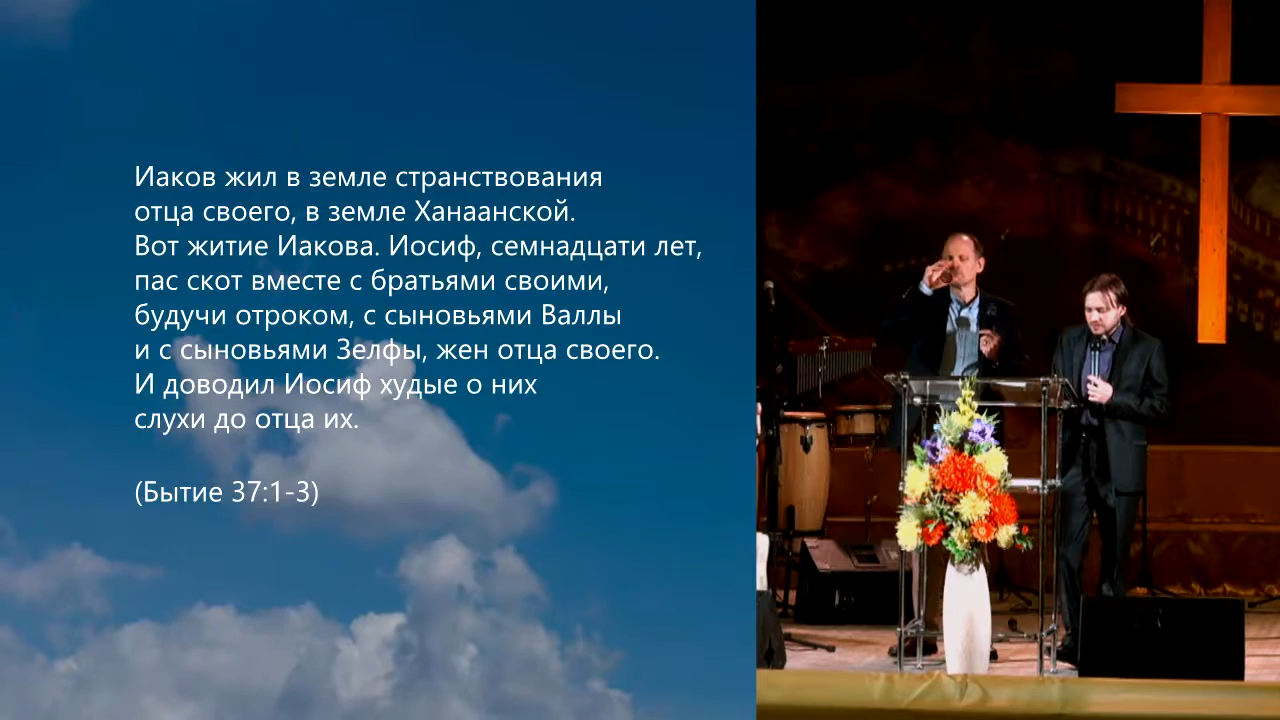 Иаков жил в земле странствования
отца своего, в земле Ханаанской.
Вот житие Иакова. Иосиф, семнадцати лет,
пас скот вместе с братьями своими,
будучи отроком, с сыновьями Валлы
и с сыновьями Зелфы, жен отца своего.
И доводил Иосиф худые о них
слухи до отца их.
(Бытие 37:1-3)